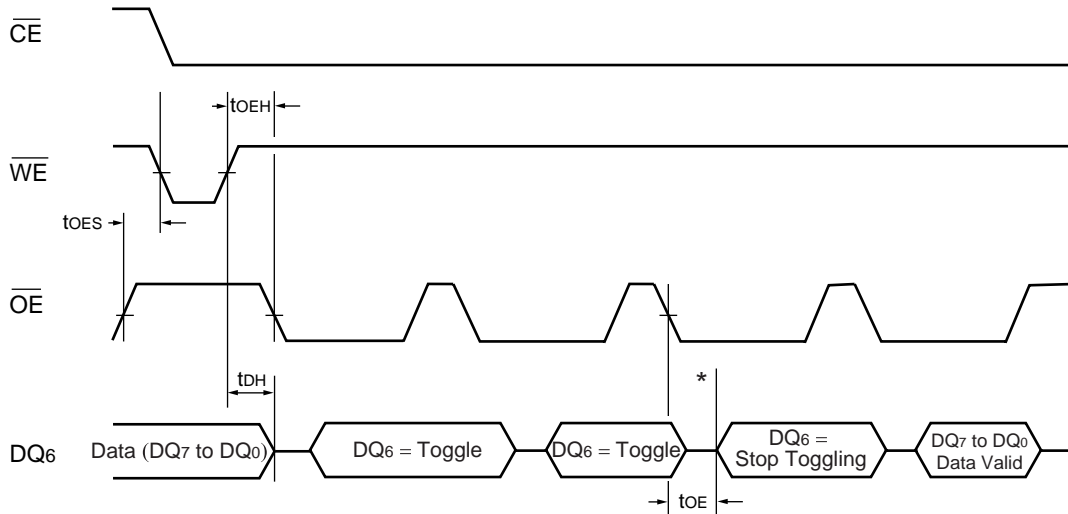 CE
tOEH
WE
tOES
OE
tDH
*
DQ6
Data (DQ7 to DQ0)
DQ6 = Toggle
DQ6 = Toggle
DQ6 =
Stop Toggling
DQ7 to DQ0
Data Valid
tOE